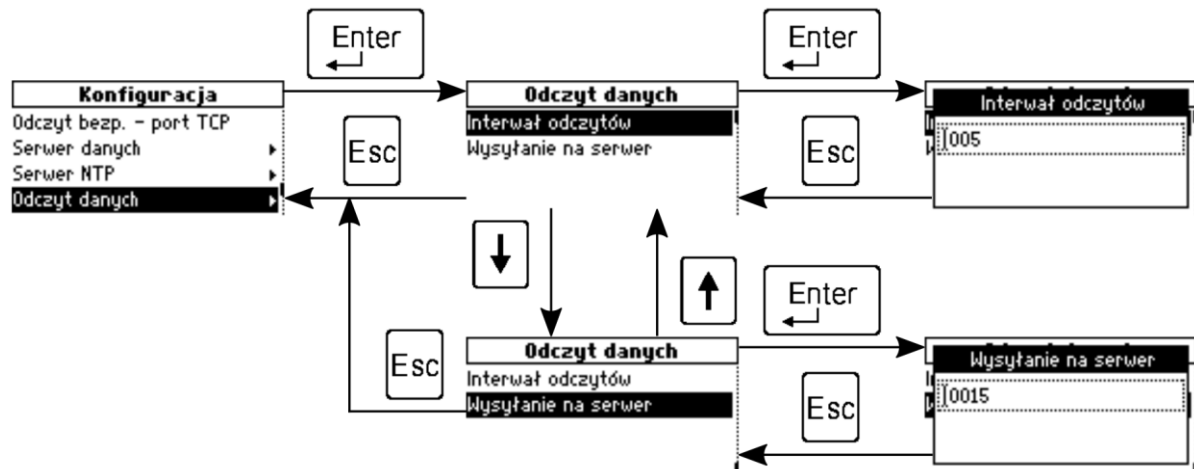 Enter
Enter
Konfiguracja
Odczyt bezp. - port TCP
Serwer danych
Serwer NTP
Odczyt danych
Esc
Odczyt danych
Interwał odczytów
Wysyłanie na serwer
Esc
Interwał odczytów
005
Enter
Esc
Odczyt danych
Interwał odczytów
Wysyłanie na serwer
Esc
Wysyłanie na serwer
0015